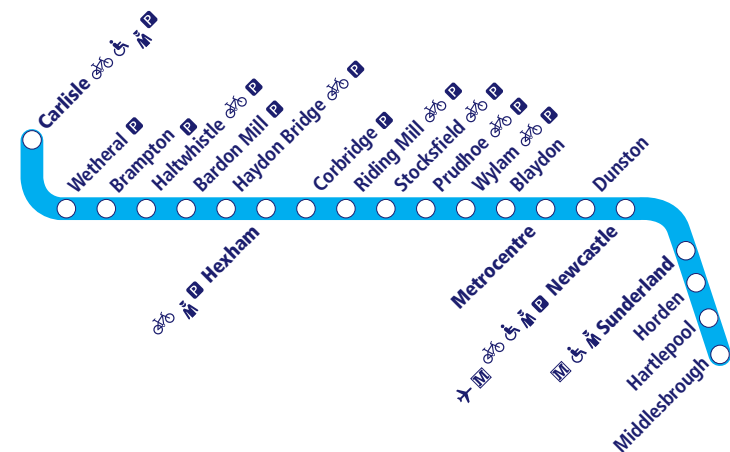 Carlisle P
Wetheral P
Brampton P
Haltwhistle P
Bardon Mill P
Haydon Bridge P
P Hexham
Corbridge P
Riding Mill P
Stocksfield P
Prudhoe P
Wylam P
Blaydon
Metrocentre
Dunston
M P Newcastle
M Sunderland
Horden
Hartlepool
Middlesbrough